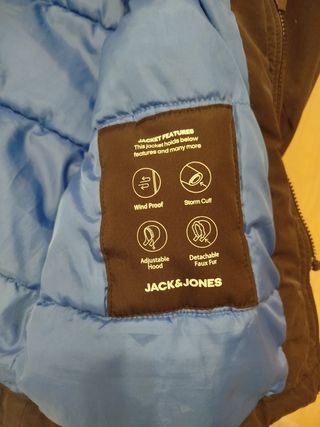 JACKET FEATURES
This jacket holds below
features and many more
Wind Proof
Storm Cuff
Adjustable
Hood
Detachable
Faux Fur
JACK&JONES